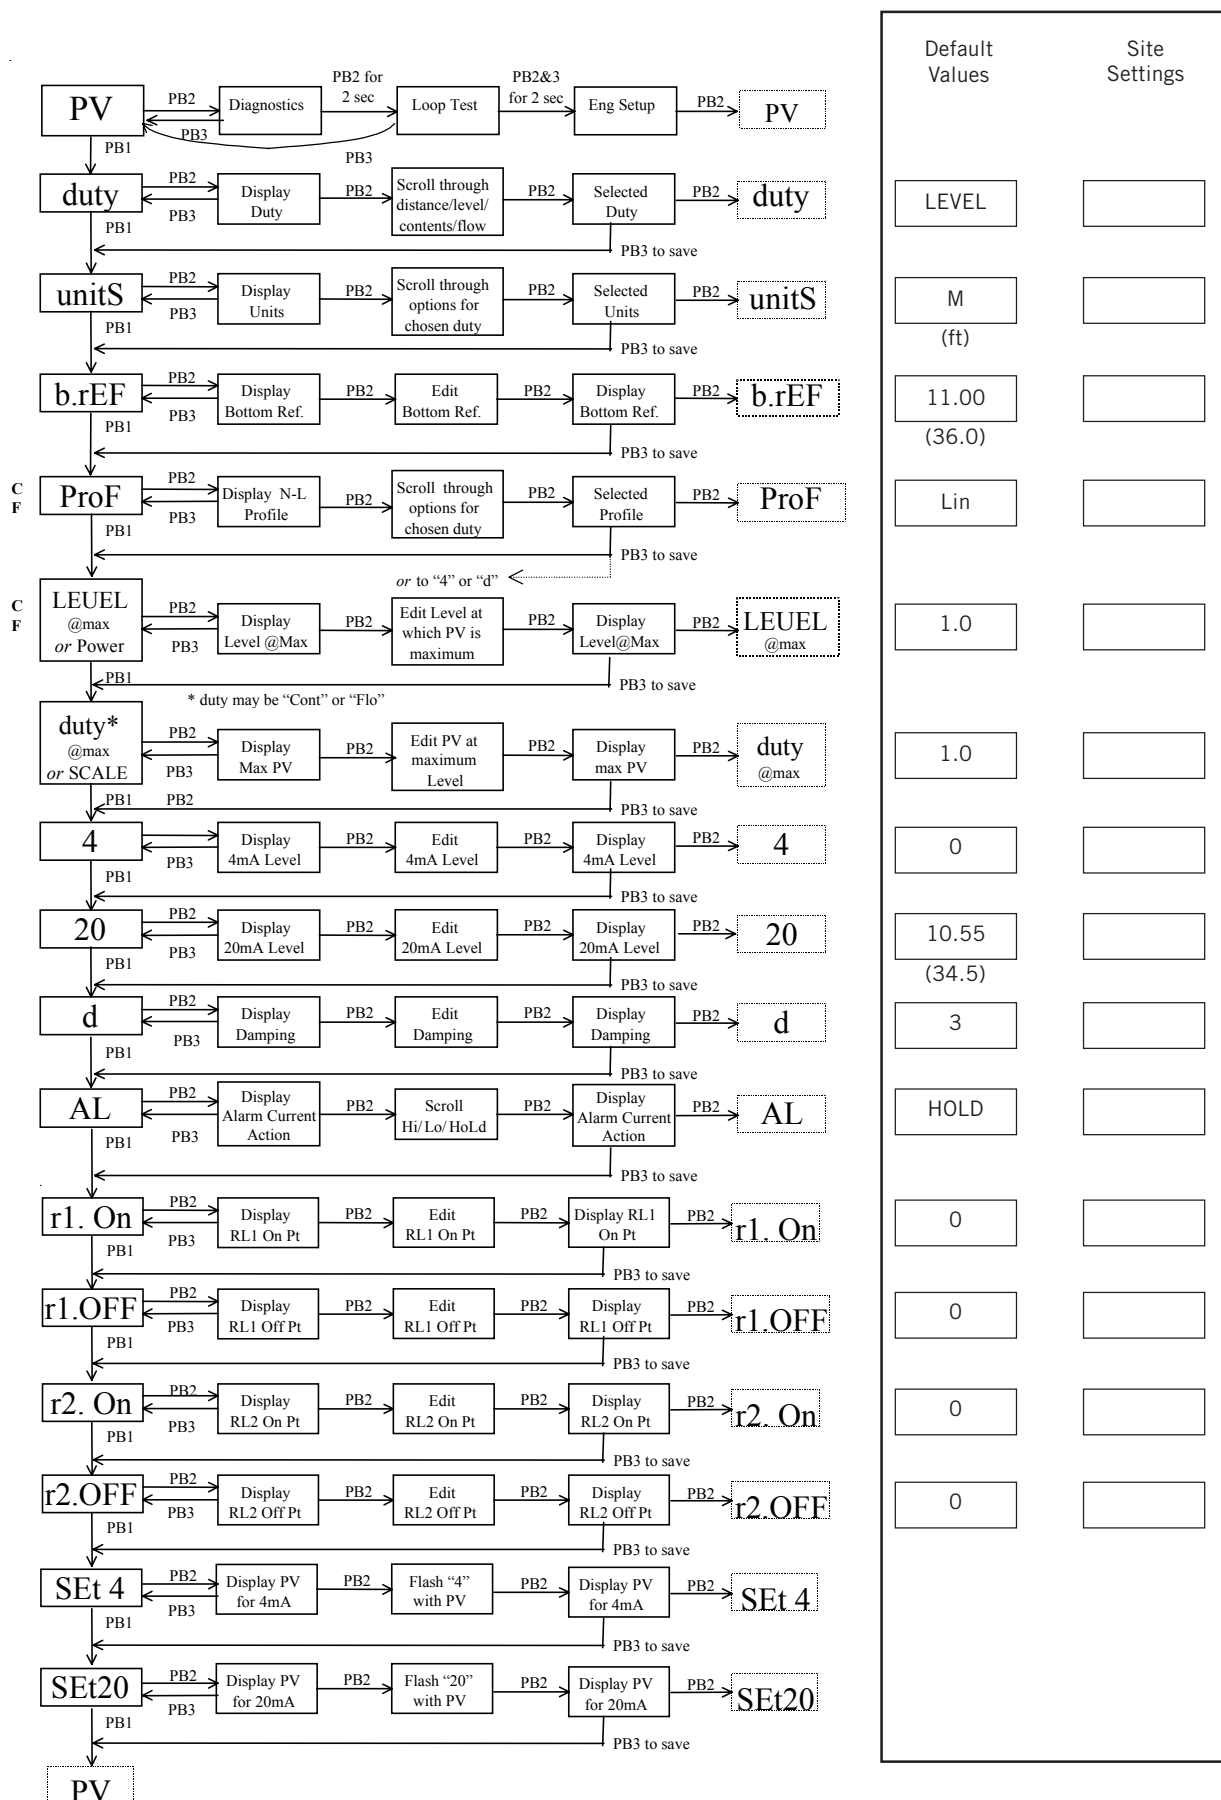 Default
Values
Site
Settings
PV
PB2
PB3
Diagnostics
PB2 for
2 sec
Loop Test
PB2&3
for 2 sec
Eng Setup
PB2
PV
PB1
PB3
duty
PB2
PB3
Display
Duty
PB2
Scroll through
distance/level/
contents/flow
PB2
Selected
Duty
PB2
duty
LEVEL
PB1
PB3 to save
unitS
PB2
PB3
Display
Units
PB2
Scroll through
options for
chosen duty
PB2
Selected
Units
PB2
unitS
M
(ft)
PB1
PB3 to save
b.rEF
PB2
PB3
Display
Bottom Ref.
PB2
Edit
Bottom Ref.
PB2
Display
Bottom Ref.
PB2
b.rEF
11.00
(36.0)
PB1
PB3 to save
C
F
ProF
PB2
PB3
Display N-L
Profile
PB2
Scroll through
options for
chosen duty
PB2
Selected
Profile
PB2
ProF
Lin
PB1
PB3 to save
or to “4” or “d”
C
F
LEUEL
@max
or Power
PB2
PB3
Display
Level @Max
PB2
Edit Level at
which PV is
maximum
PB2
Display
Level@Max
PB2
LEUEL
@max
1.0
PB1
PB3 to save
* duty may be “Cont” or “Flo”
duty*
@max
or SCALE
PB2
PB3
Display
Max PV
PB2
Edit PV at
maximum
Level
PB2
Display
max PV
PB2
duty
@max
1.0
PB1
PB2
PB3 to save
4
PB3
Display
4mA Level
PB2
Edit
4mA Level
PB2
Display
4mA Level
PB2
4
0
PB1
PB3 to save
20
PB2
PB3
Display
20mA Level
PB2
Edit
20mA Level
PB2
Display
20mA Level
PB2
20
10.55
(34.5)
PB1
PB3 to save
d
PB2
PB3
Display
Damping
PB2
Edit
Damping
PB2
Display
Damping
PB2
d
3
PB1
PB3 to save
AL
PB2
PB3
Display
Alarm Current
Action
PB2
Scroll
Hi/ Lo/ HoLd
PB2
Display
Alarm Current
Action
PB2
AL
HOLD
PB1
PB3 to save
r1. On
PB2
PB3
Display
RL1 On Pt
PB2
Edit
RL1 On Pt
PB2
Display RL1
On Pt
PB2
r1. On
0
PB1
PB3 to save
r1.OFF
PB2
PB3
Display
RL1 Off Pt
PB2
Edit
RL1 Off Pt
PB2
Display
RL1 Off Pt
PB2
r1.OFF
0
PB1
PB3 to save
r2. On
PB2
PB3
Display
RL2 On Pt
PB2
Edit
RL2 On Pt
PB2
Display
RL2 On Pt
PB2
r2. On
0
PB1
PB3 to save
r2.OFF
PB2
PB3
Display
RL2 Off Pt
PB2
Edit
RL2 Off Pt
PB2
Display
RL2 Off Pt
PB2
r2.OFF
0
PB1
PB3 to save
SEt 4
PB2
PB3
Display PV
for 4mA
PB2
Flash “4”
with PV
PB2
Display PV
for 4mA
PB2
SEt 4
PB1
PB3 to save
SEt20
PB2
PB3
Display PV
for 20mA
PB2
Flash “20”
with PV
PB2
Display PV
for 20mA
PB2
SEt20
PB1
PB3 to save
PV